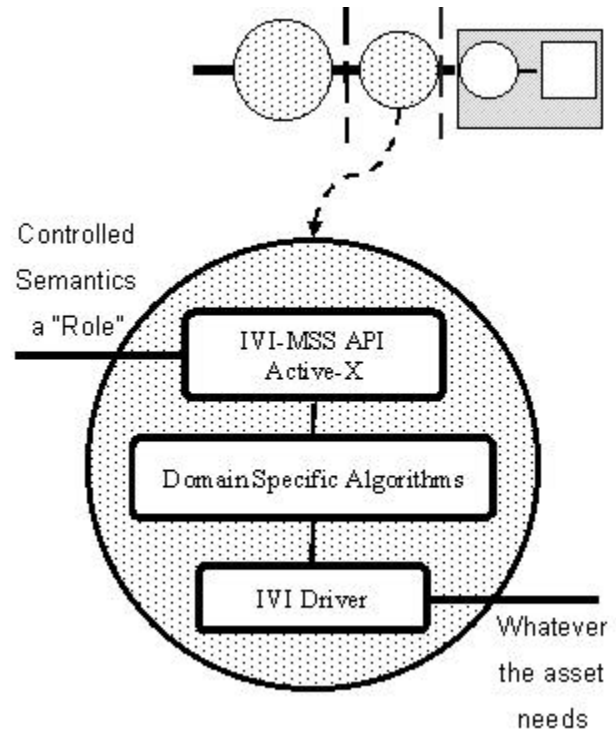 Controlled
Semantics
a "Role"
IVI-MSS API
Active-X
Domain Specific Algorithms
IVI Driver
Whatever
the asset
needs